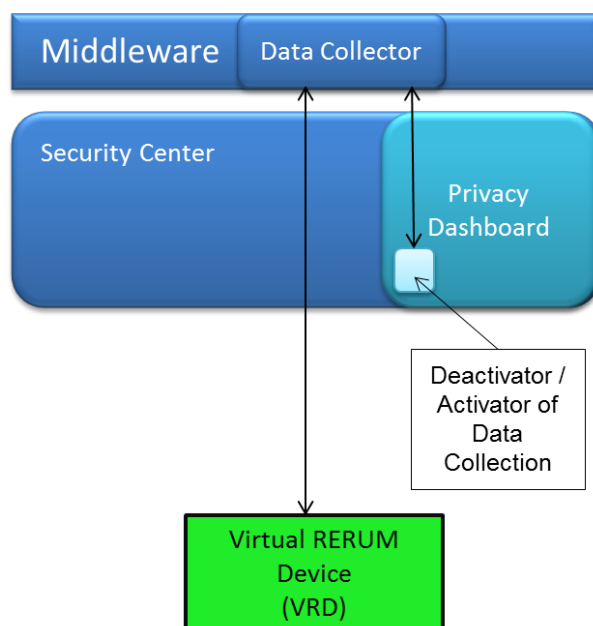 Middleware
Data Collector
Security Center
Privacy
Dashboard
Deactivator /
Activator of
Data
Collection
Virtual RERUM
Device
(VRD)